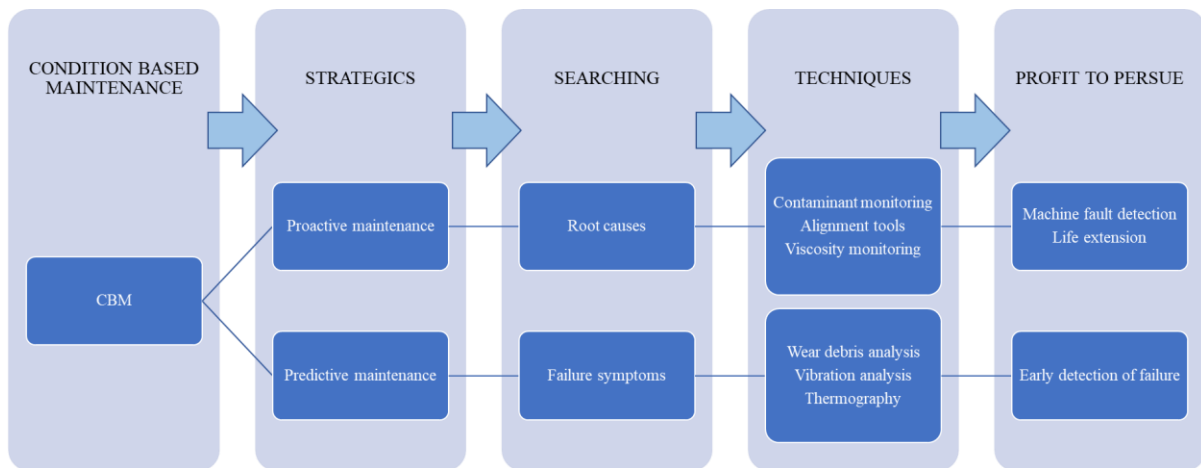 CONDITION BASED
MAINTENANCE
STRATEGICS
SEARCHING
TECHNIQUES
PROFIT TO PERSUE
CBM
Proactive maintenance
Root causes
Contaminant monitoring
Alignment tools
Viscosity monitoring
Machine fault detection
Life extension
Predictive maintenance
Failure symptoms
Wear debris analysis
Vibration analysis
Thermography
Early detection of failure